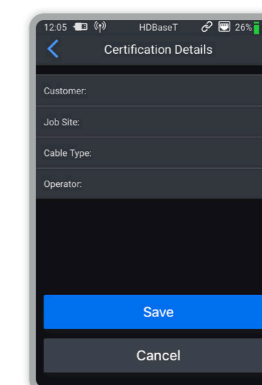 12:05 HDBaseT 26%
Certification Details
Customer:
Job Site:
Cable Type:
Operator:
Save
Cancel